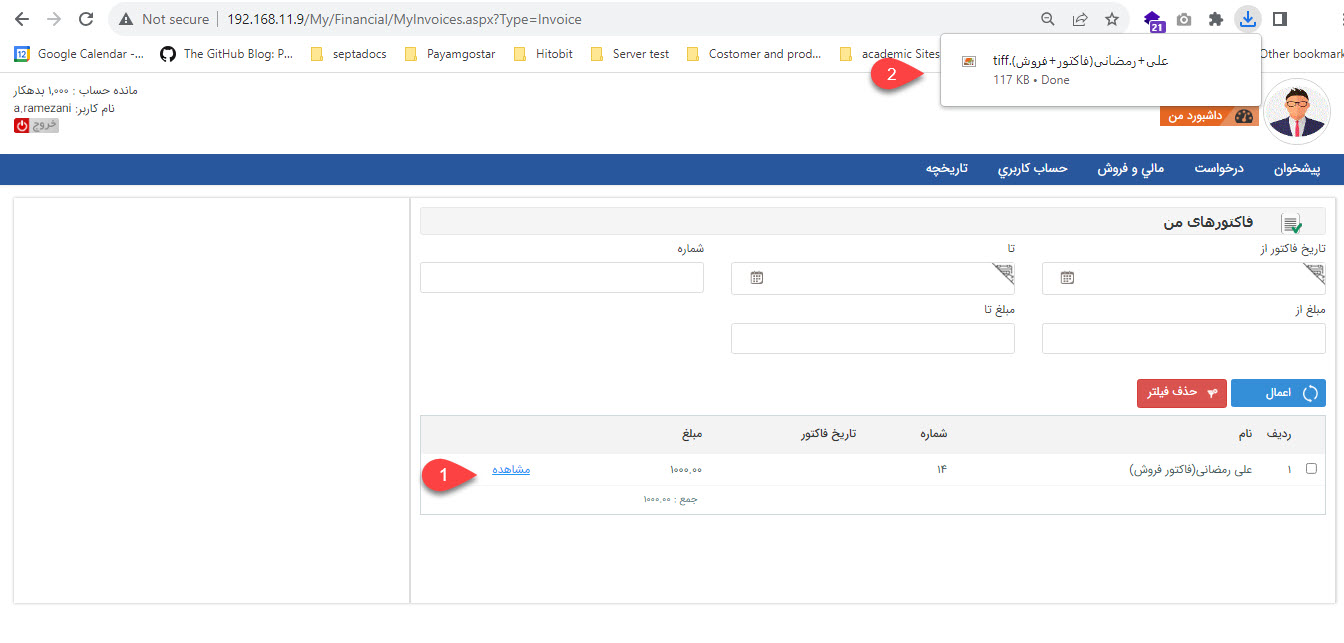 Not secure | 192.168.11.9/My/Financial/MyInvoices.aspx?Type=Invoice
21
12 Google Calendar -... The GitHub Blog: P... septadocs Payamgostar Hitobit Server test Costomer and prod... academic Sites Other bookmark
علی+رمضانی(فاکتور+فروش).tiff
117 KB • Done
2
مانده حساب : ۱,۰۰۰ بدهکار
نام کاربر: a.ramezani
خروج
داشبورد من
پیشخوان درخواست مالي و فروش حساب كاربري تاریخچه
فاکتورهای من
تاریخ فاکتور از تا شماره
مبلغ از مبلغ تا
اعمال حذف فیلتر
ردیف نام شماره تاریخ فاکتور مبلغ
۱ علی رمضانی(فاکتور فروش) ۱۴ ۱۰۰۰.۰۰ مشاهده
1
جمع : ۱۰۰۰.۰۰